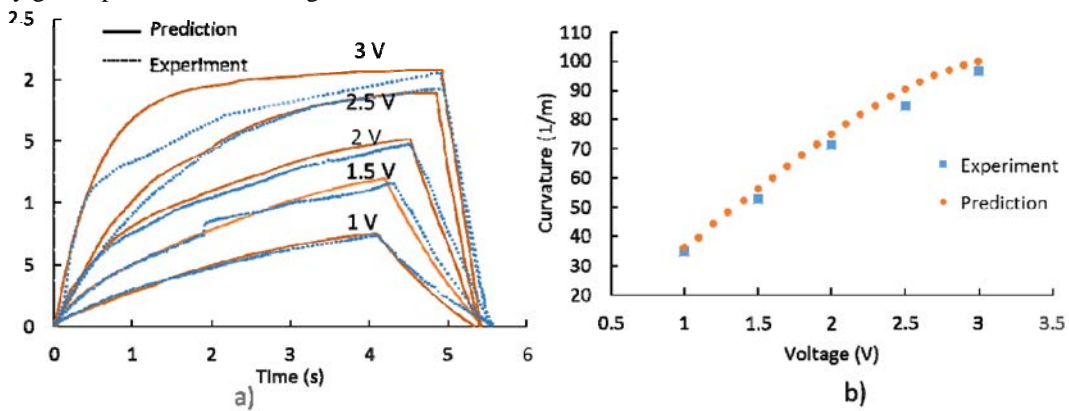 2.5
Prediction
Experiment
3 V
2
2.5 V
5
2 V
1.5 V
1
1 V
5
0
0 1 2 3 4 5 6
Time (s)
a)
100
90
80
70
60
50
40
30
20
Curvature (1/m)
Experiment
Prediction
0.5 1 1.5 2 2.5 3 3.5
Voltage (V)
b)